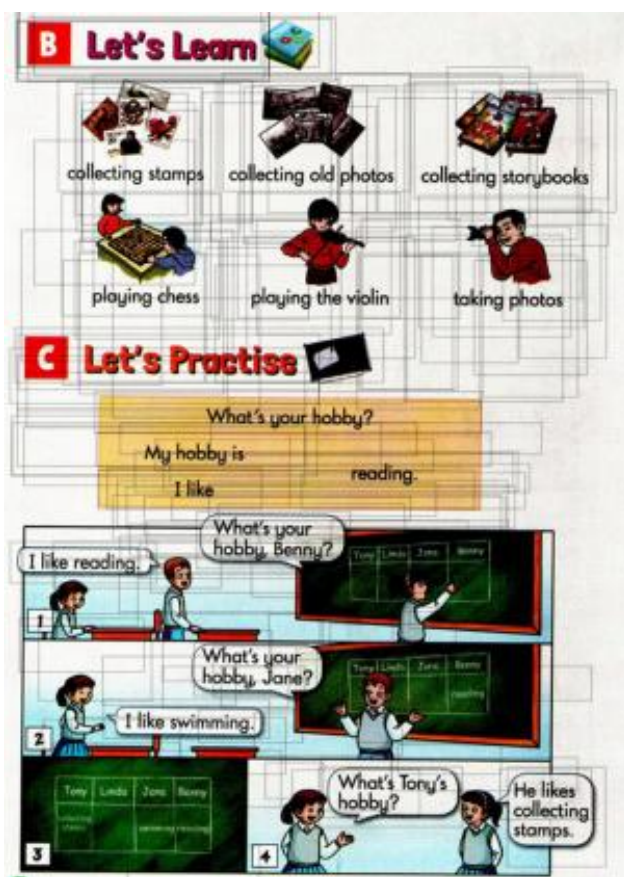 B Let's Learn
collecting stamps
collecting old photos
collecting storybooks
playing chess
playing the violin
taking photos
C Let's Practise
What's your hobby?
My hobby is
reading.
I like
What's your
hobby, Benny?
I like reading.
Tony Linda Jane Benny
1
What's your
hobby, Jane?
Tony Linda Jane Benny
reading
I like swimming.
2
Tony Linda Jane Benny
collecting
stamps
swimming reading
3
What's Tony's
hobby?
He likes
collecting
stamps.
4